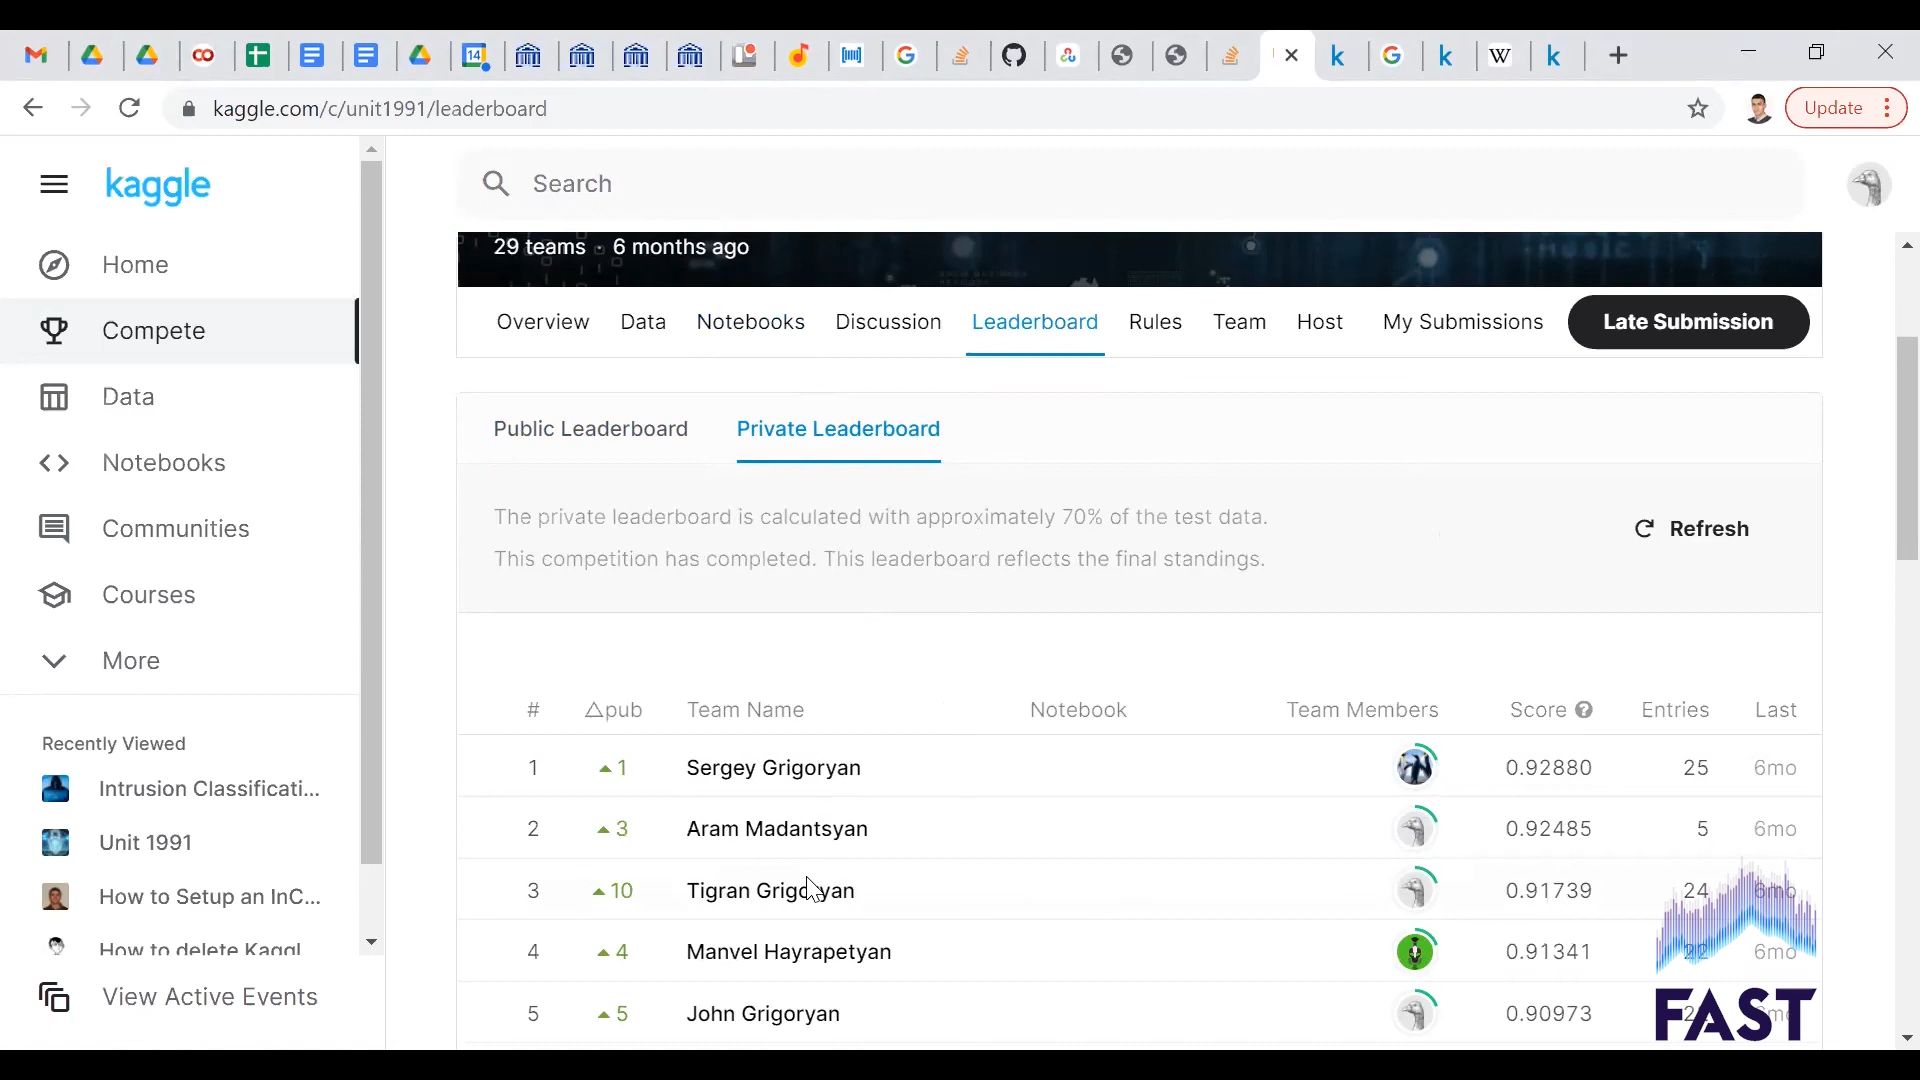 14
kaggle.com/c/unit1991/leaderboard
Update
kaggle
Search
Home
Compete
Data
Notebooks
Communities
Courses
More
Recently Viewed
Intrusion Classificati...
Unit 1991
How to Setup an InC...
How to delete Kaggl
View Active Events
29 teams · 6 months ago
Overview Data Notebooks Discussion Leaderboard Rules Team Host My Submissions Late Submission
Public Leaderboard Private Leaderboard
The private leaderboard is calculated with approximately 70% of the test data.
This competition has completed. This leaderboard reflects the final standings.
Refresh
# △pub Team Name Notebook Team Members Score Entries Last
1 1 Sergey Grigoryan 0.92880 25 6mo
2 3 Aram Madantsyan 0.92485 5 6mo
3 10 Tigran Grigoryan 0.91739 24 6mo
4 4 Manvel Hayrapetyan 0.91341 22 6mo
5 5 John Grigoryan 0.90973
FAST